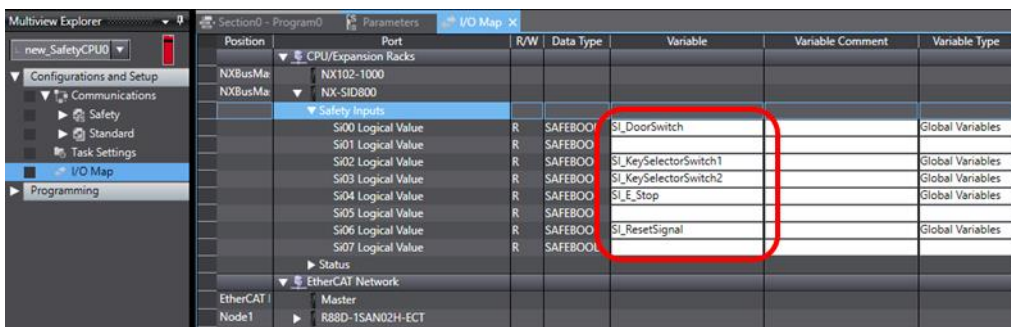 Multiview Explorer
Section0 - Program0 Parameters I/O Map
new_SafetyCPU0
Configurations and Setup
Communications
Safety
Standard
Task Settings
I/O Map
Programming
Position Port R/W Data Type Variable Variable Comment Variable Type
CPU/Expansion Racks
NXBusMa NX102-1000
NXBusMa NX-SID800
Safety Inputs
Si00 Logical Value R SAFEBOO SI_DoorSwitch Global Variables
Si01 Logical Value R SAFEBOO
Si02 Logical Value R SAFEBOO SI_KeySelectorSwitch1 Global Variables
Si03 Logical Value R SAFEBOO SI_KeySelectorSwitch2 Global Variables
Si04 Logical Value R SAFEBOO SI_E_Stop Global Variables
Si05 Logical Value R SAFEBOO
Si06 Logical Value R SAFEBOO SI_ResetSignal Global Variables
Si07 Logical Value R SAFEBOOL
Status
EtherCAT Network
EtherCAT Master
Node1 R88D-1SAN02H-ECT